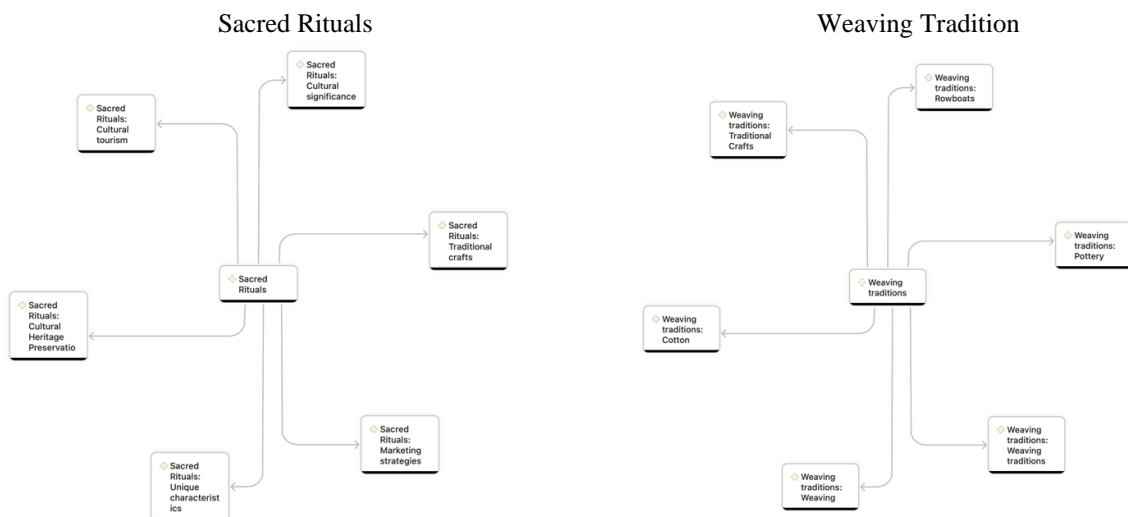 Sacred Rituals
Sacred
Rituals:
Cultural
significance
Sacred
Rituals:
Cultural
tourism
Sacred
Rituals:
Traditional
crafts
Sacred
Rituals
Sacred
Rituals:
Cultural
Heritage
Preservatio
Sacred
Rituals:
Marketing
strategies
Sacred
Rituals:
Unique
characterist
ics
Weaving Tradition
Weaving
traditions:
Rowboats
Weaving
traditions:
Traditional
Crafts
Weaving
traditions:
Pottery
Weaving
traditions
Weaving
traditions:
Cotton
Weaving
traditions:
Weaving
traditions
Weaving
traditions:
Weaving